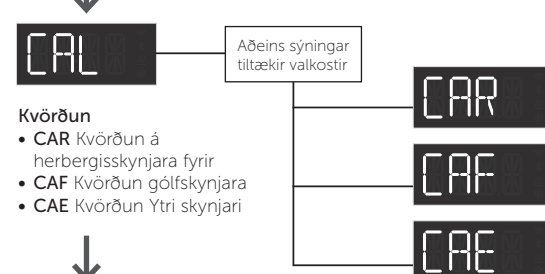 CAL
Aðeins sýningar
tiltækir valkostir
CAR
Kvörðun
• CAR Kvörðun á
herbergisskynjara fyrir
• CAF Kvörðun gólfskynjara
• CAE Kvörðun Ytri skynjari
CAF
CAE